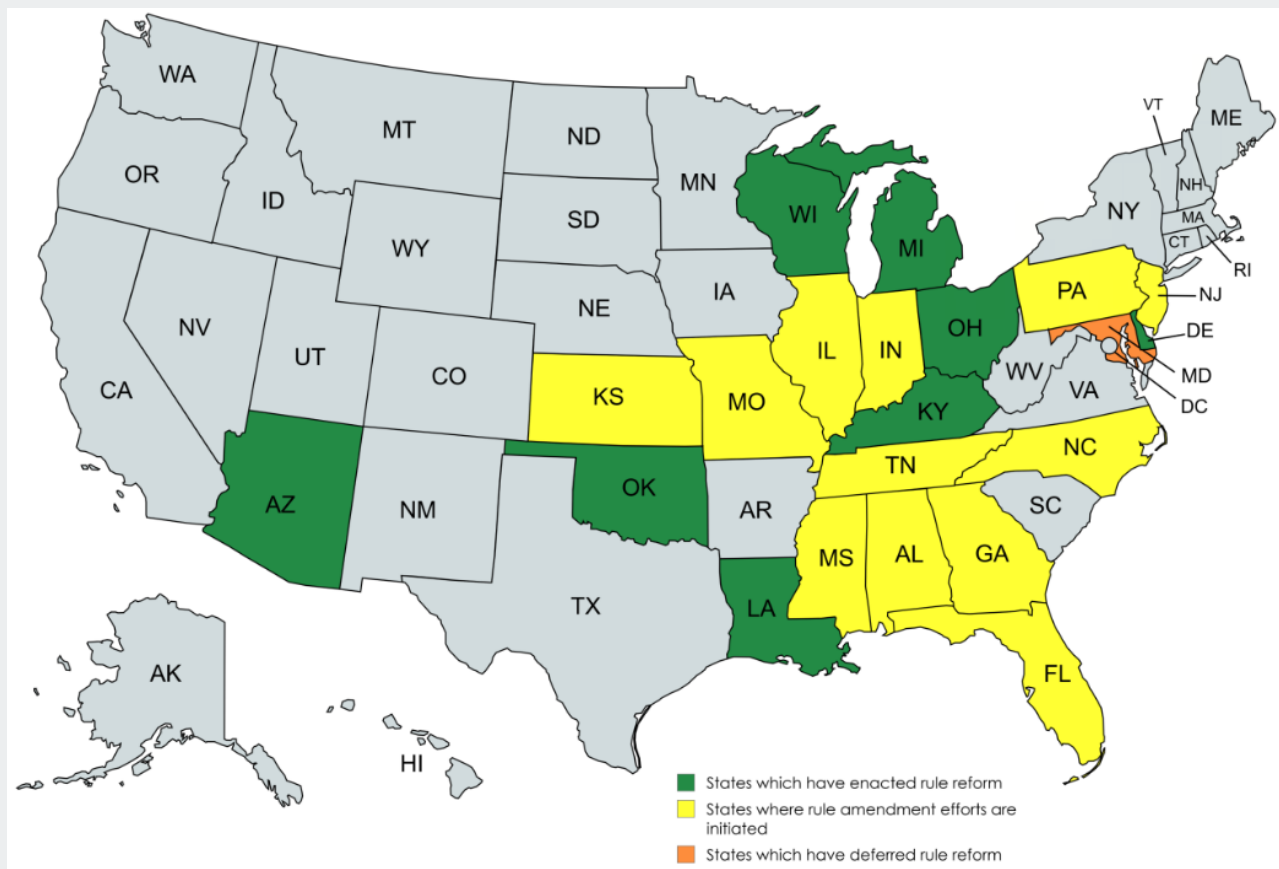 WA
MT
ND
MN
VT
ME
OR
ID
SD
WI
NH
NY
MA
WY
MI
CT
RI
IA
PA
NJ
NE
NV
OH
DE
UT
IL
IN
CO
WV
MD
CA
KS
MO
VA
DC
KY
NC
TN
OK
AZ
NM
AR
SC
MS
AL
GA
TX
LA
AK
FL
HI
States which have enacted rule reform
States where rule amendment efforts are
initiated
States which have deferred rule reform